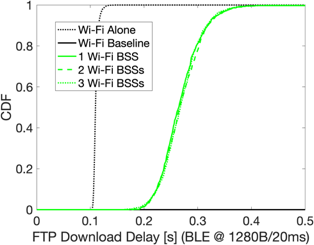 1
0.8
0.6
0.4
0.2
0
CDF
Wi-Fi Alone
Wi-Fi Baseline
1 Wi-Fi BSS
2 Wi-Fi BSSs
3 Wi-Fi BSSs
0 0.1 0.2 0.3 0.4 0.5
FTP Download Delay [s] (BLE @ 1280B/20ms)